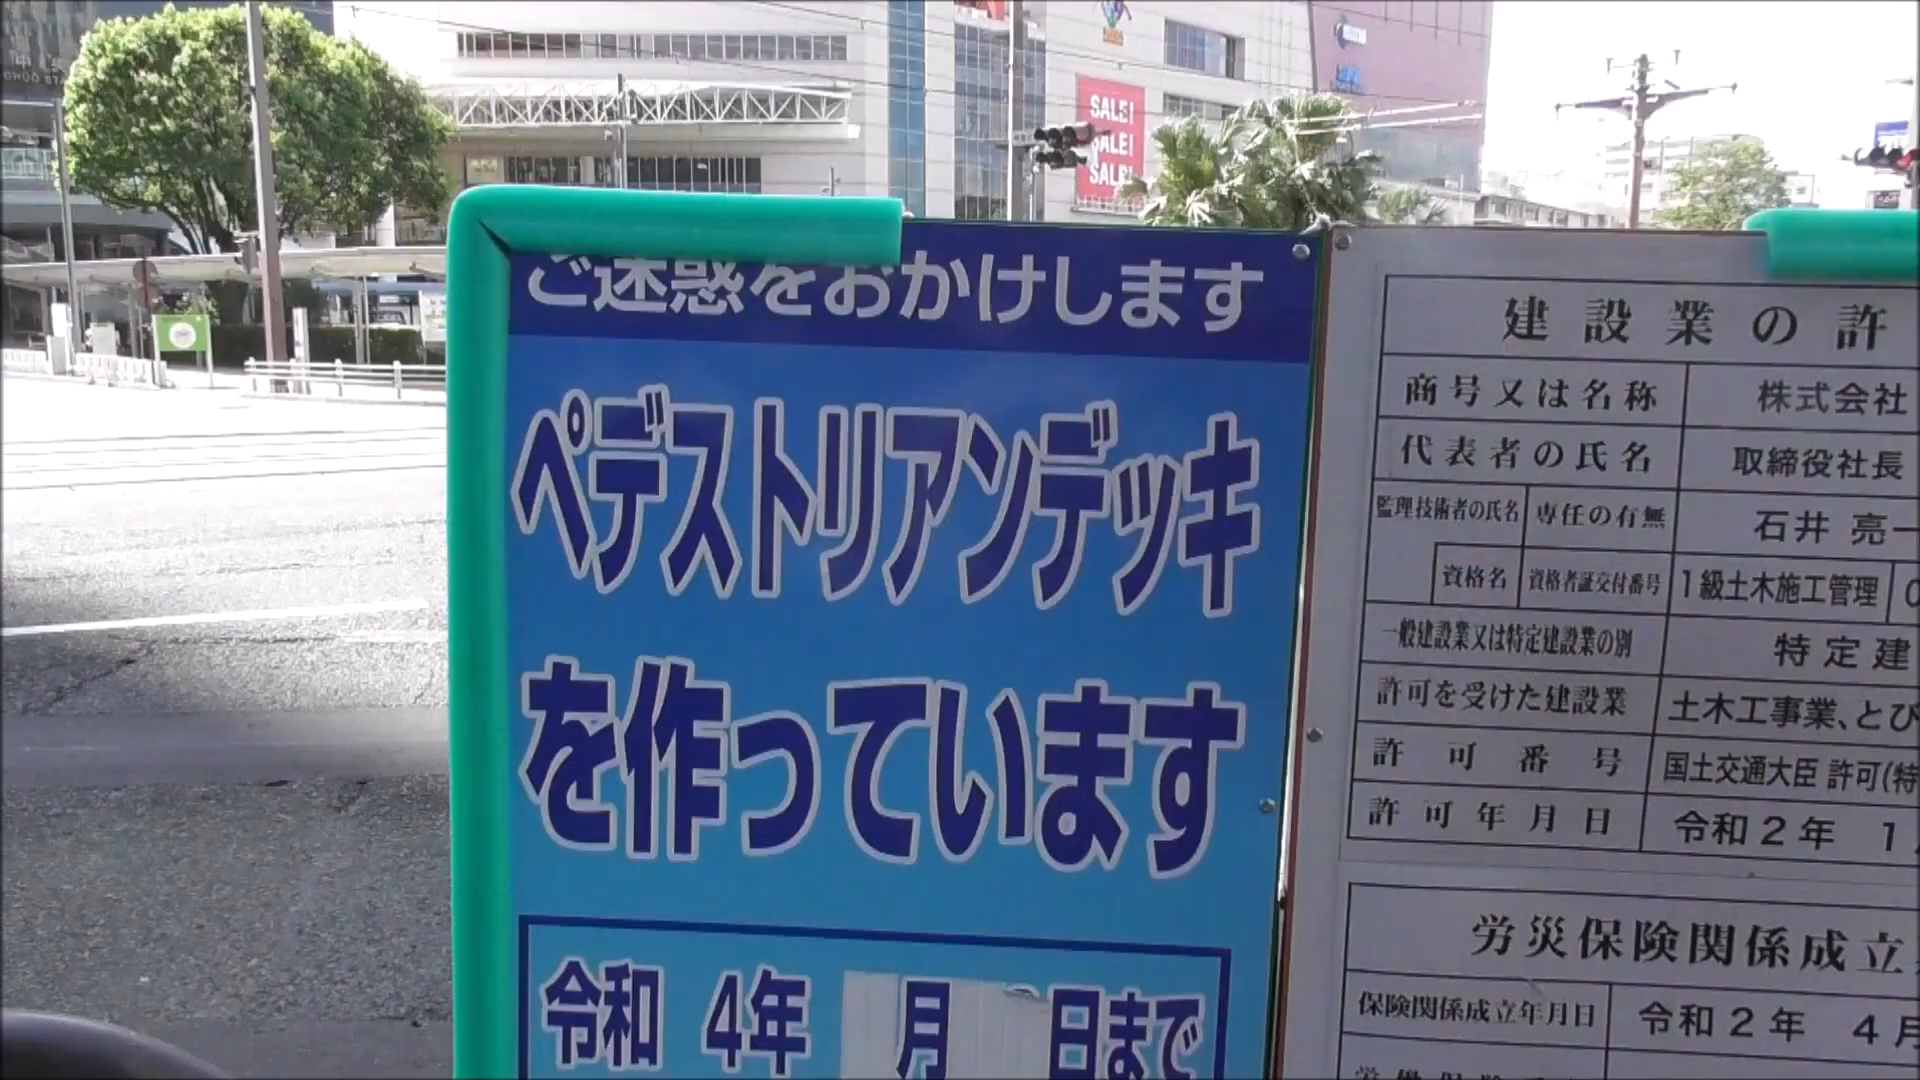 SALE!
SALE!
SALE!
ご迷惑をおかけします
ペデストリアンデッキ
を作っています
令和 4年 月 日まで
建設業の許
商号又は名称 株式会社
代表者の氏名 取締役社長
監理技術者の氏名 専任の有無 石井 亮一
資格名 資格者証交付番号 1級土木施工管理 0
一般建設業又は特定建設業の別 特定建
許可を受けた建設業 土木工事業、とび
許可番号 国土交通大臣 許可(特
許可年月日 令和2年 1
労災保険関係成立
保険関係成立年月日 令和2年 4月